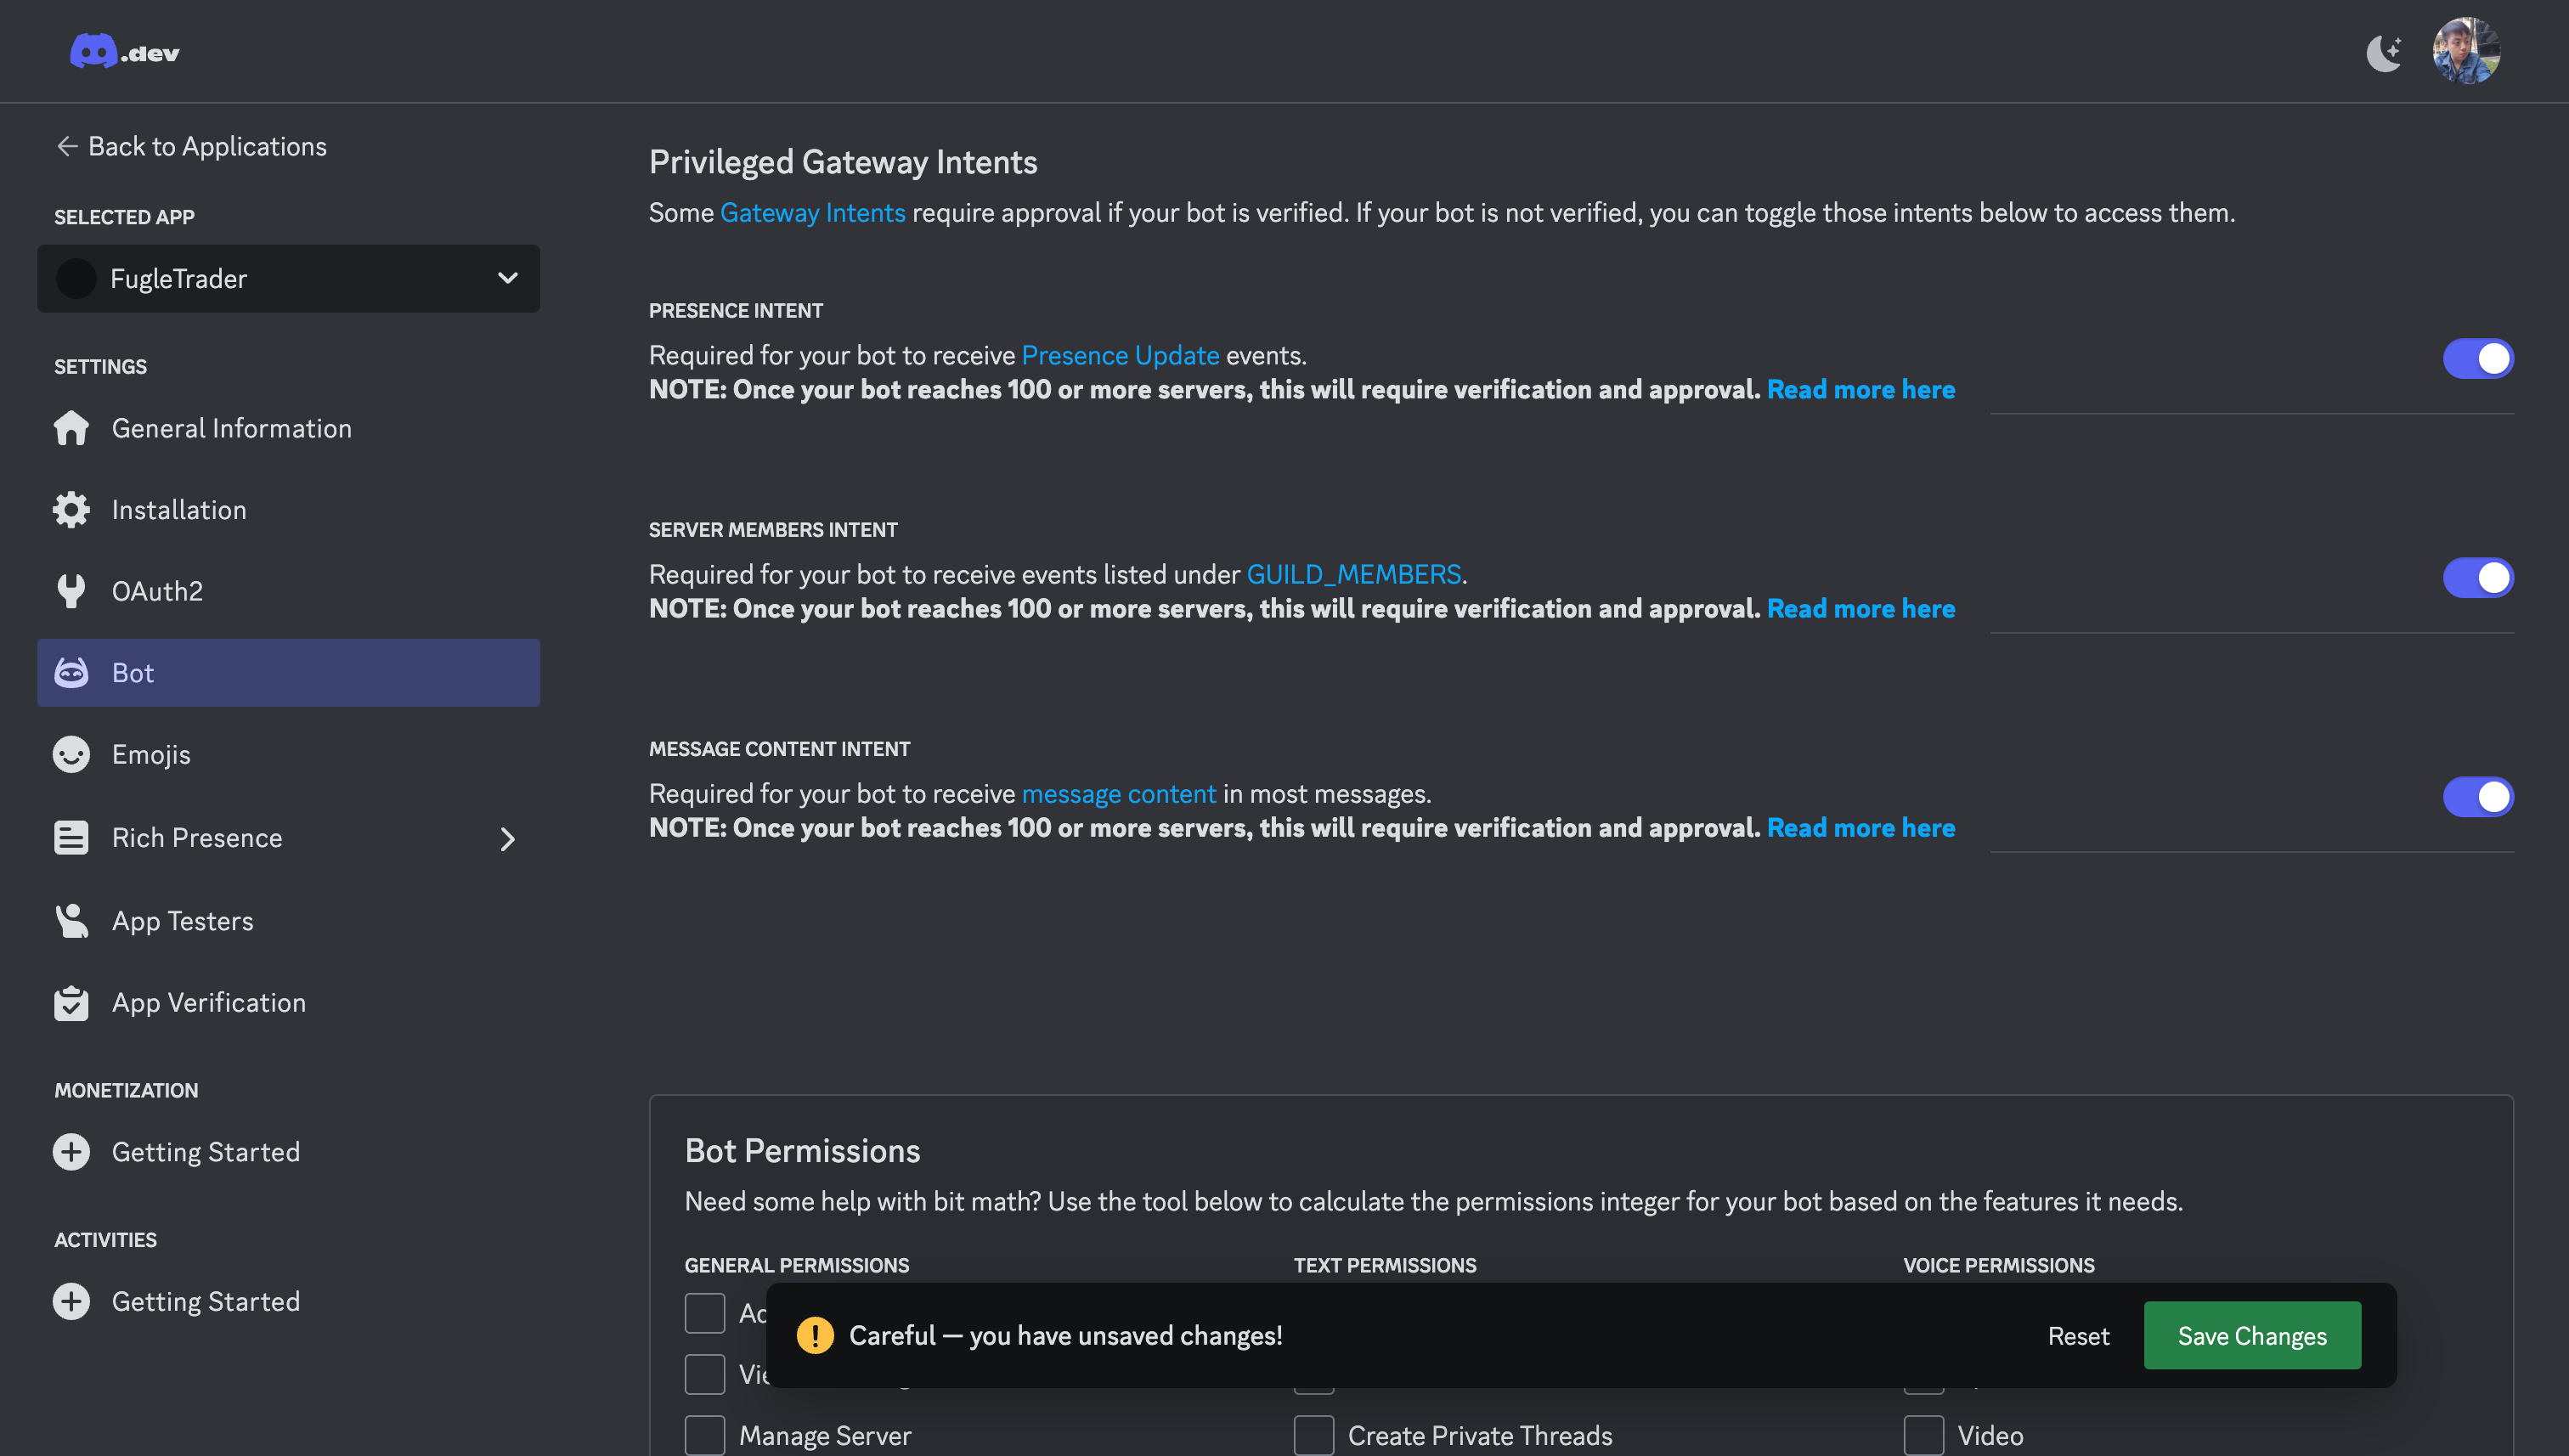 .dev
Back to Applications
SELECTED APP
FugleTrader
SETTINGS
General Information
Installation
OAuth2
Bot
Emojis
Rich Presence
App Testers
App Verification
MONETIZATION
Getting Started
ACTIVITIES
Getting Started
Privileged Gateway Intents
Some Gateway Intents require approval if your bot is verified. If your bot is not verified, you can toggle those intents below to access them.
PRESENCE INTENT
Required for your bot to receive Presence Update events.
NOTE: Once your bot reaches 100 or more servers, this will require verification and approval. Read more here
SERVER MEMBERS INTENT
Required for your bot to receive events listed under GUILD_MEMBERS.
NOTE: Once your bot reaches 100 or more servers, this will require verification and approval. Read more here
MESSAGE CONTENT INTENT
Required for your bot to receive message content in most messages.
NOTE: Once your bot reaches 100 or more servers, this will require verification and approval. Read more here
Bot Permissions
Need some help with bit math? Use the tool below to calculate the permissions integer for your bot based on the features it needs.
GENERAL PERMISSIONS
TEXT PERMISSIONS
VOICE PERMISSIONS
Careful — you have unsaved changes!
Reset
Save Changes
Manage Server
Create Private Threads
Video